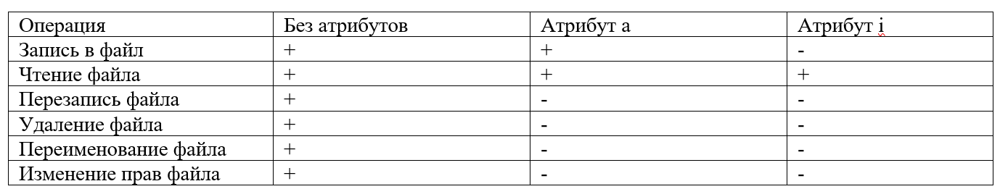 Операция Без атрибутов Атрибут a Атрибут i
Запись в файл + + -
Чтение файла + + +
Перезапись файла + - -
Удаление файла + - -
Переименование файла + - -
Изменение прав файла + - -